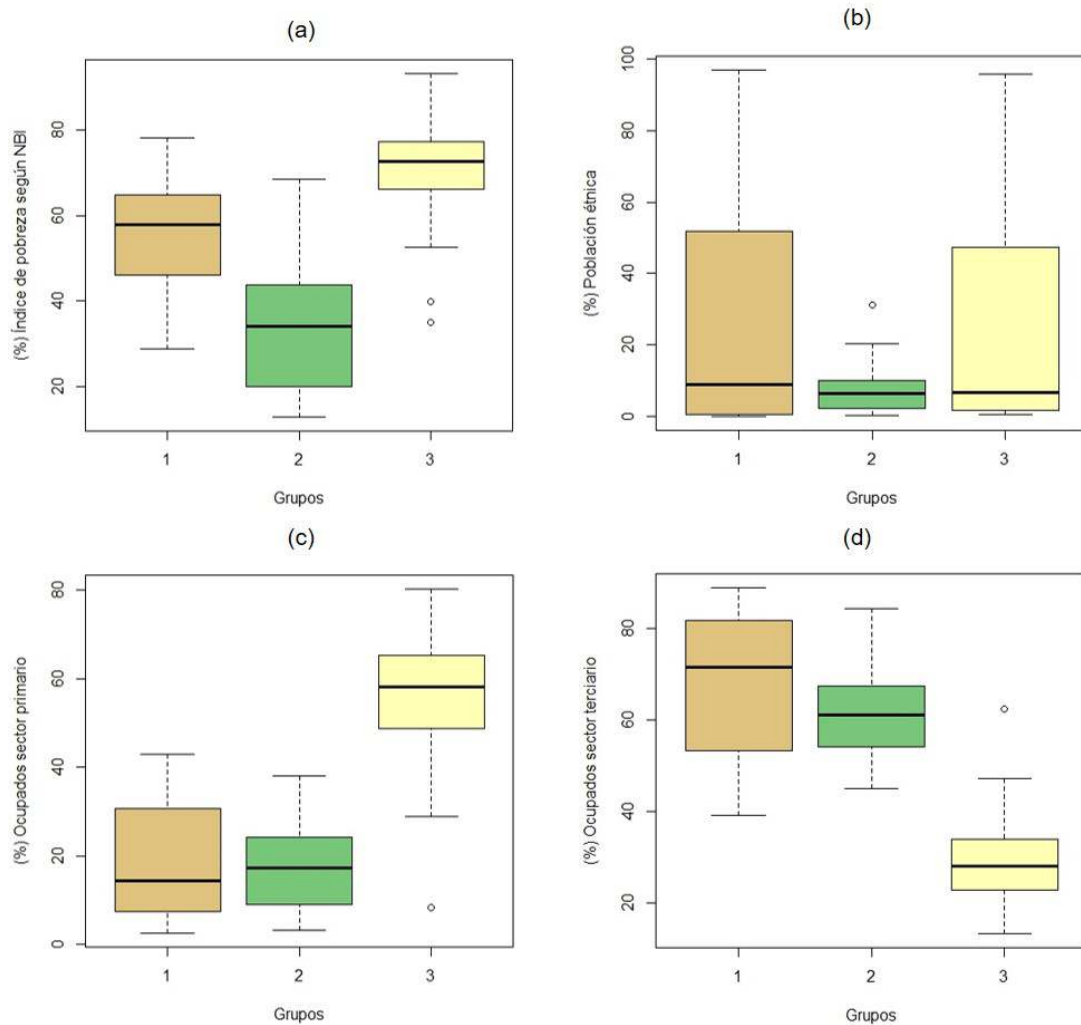 (a)
(%) Índice de pobreza según NBI
80
60
40
20
1 2 3
Grupos
(b)
(%) Población étnica
100
80
60
40
20
0
1 2 3
Grupos
(c)
(%) Ocupados sector primario
80
60
40
20
0
1 2 3
Grupos
(d)
(%) Ocupados sector terciario
80
60
40
20
1 2 3
Grupos